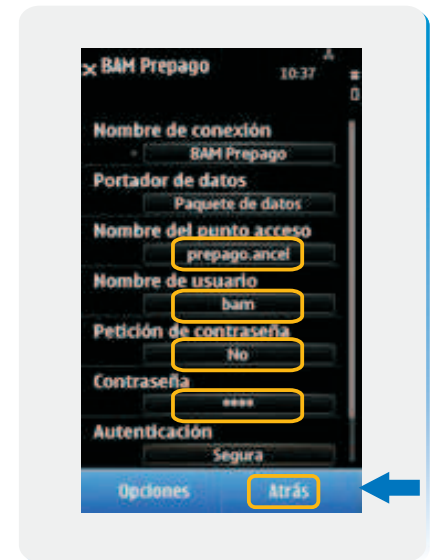 BAM Prepago
10:37
Nombre de conexión
BAM Prepago
Portador de datos
Paquete de datos
Nombre del punto acceso
prepago.ancel
Nombre de usuario
bam
Petición de contraseña
No
Contraseña
****
Autenticación
Segura
Opciones Atrás